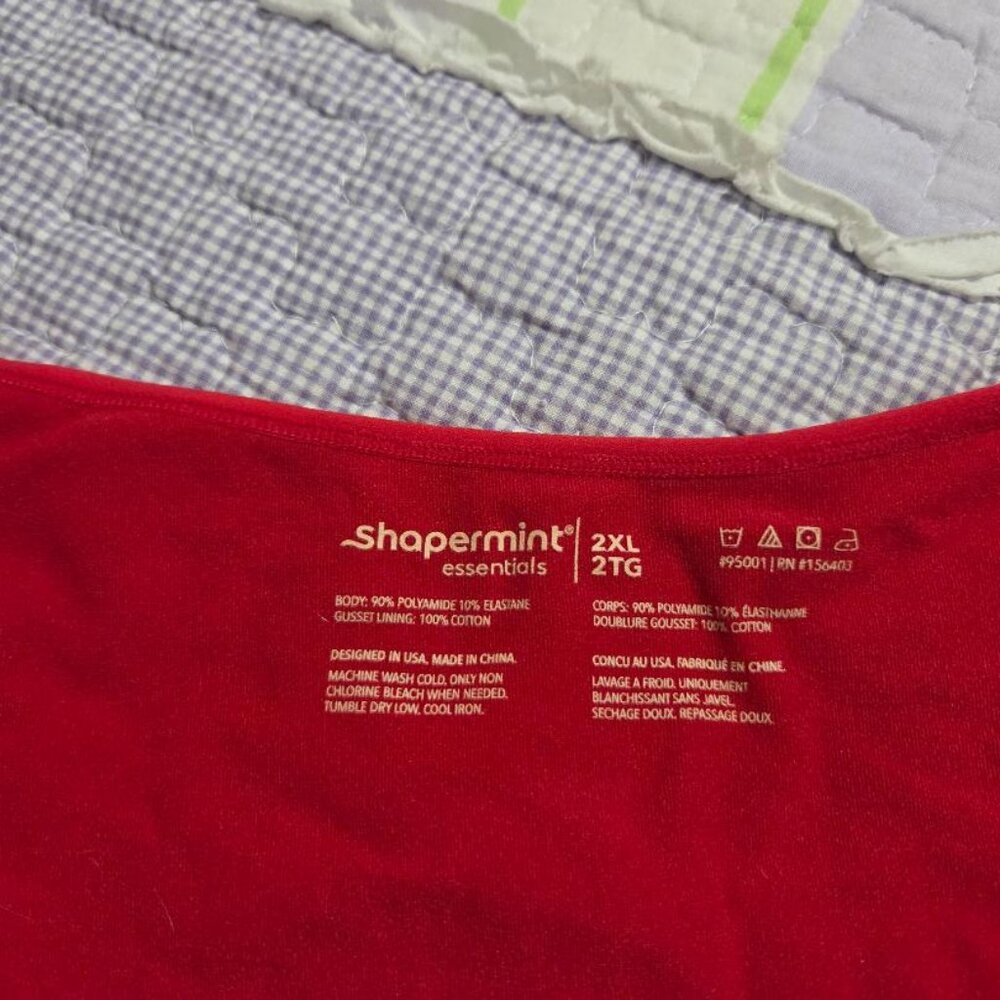 Shapermint®
essentials
2XL
2TG
#95001 | RN #156403
BODY: 90% POLYAMIDE 10% ELASTANE
GUSSET LINING: 100% COTTON
DESIGNED IN USA. MADE IN CHINA.
MACHINE WASH COLD. ONLY NON
CHLORINE BLEACH WHEN NEEDED.
TUMBLE DRY LOW. COOL IRON.
CORPS: 90% POLYAMIDE 10% ÉLASTHANNE
DOUBLURE GOUSSET: 100% COTTON
CONCU AU USA. FABRIQUÉ EN CHINE.
LAVAGE A FROID. UNIQUEMENT
BLANCHISSANT SANS JAVEL.
SECHAGE DOUX. REPASSAGE DOUX.